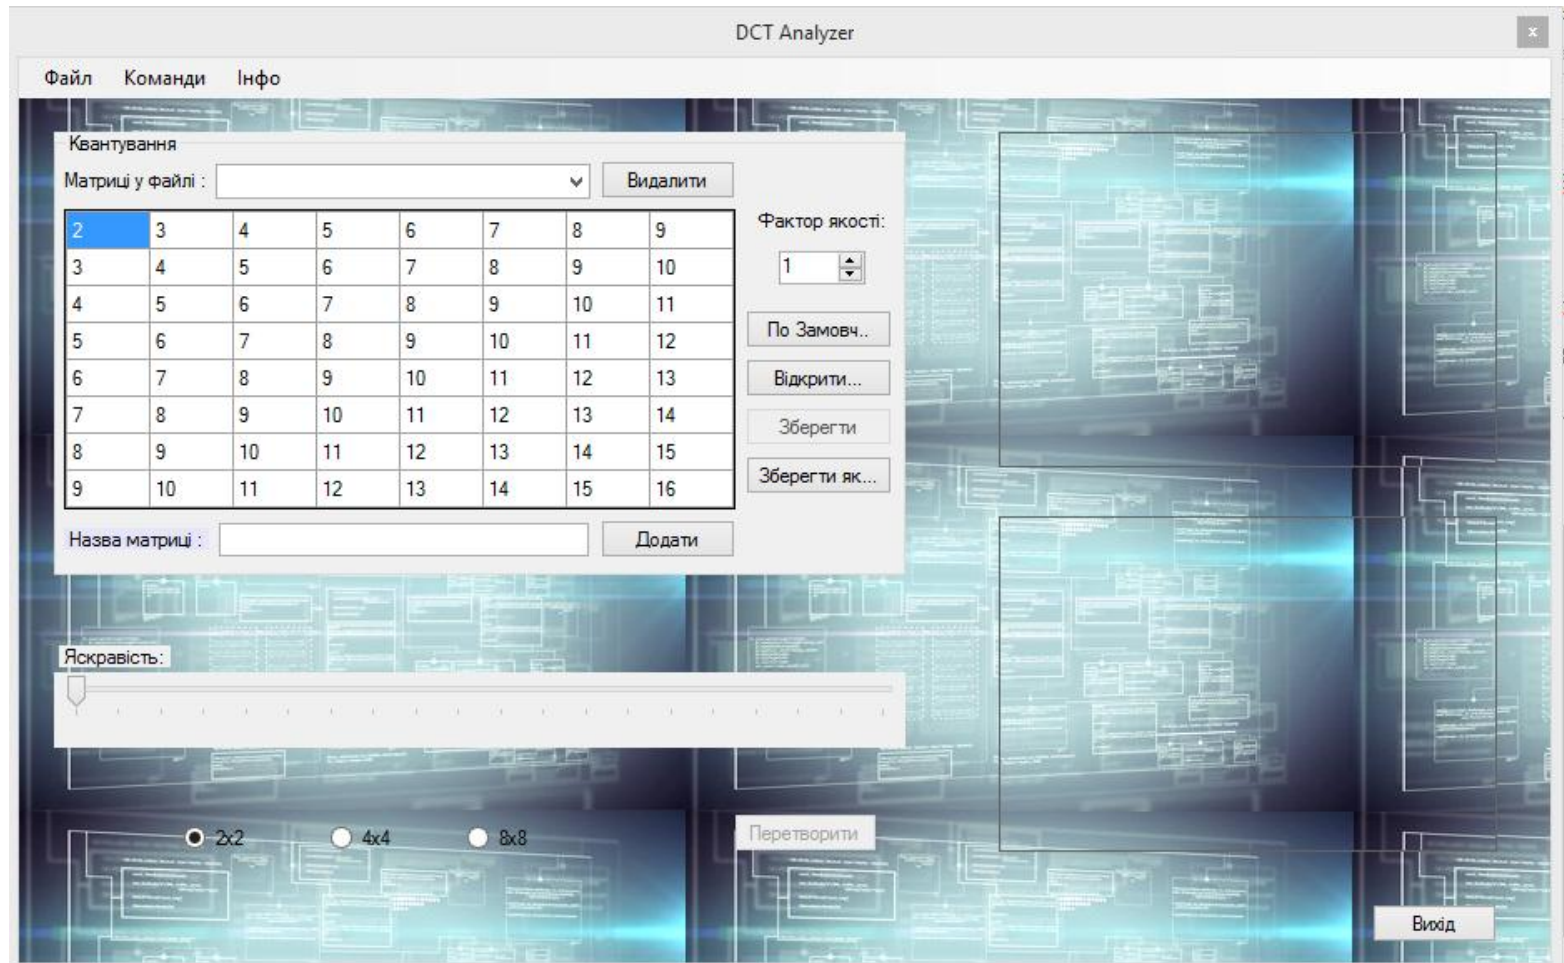 DCT Analyzer
x
Файл Команди Інфо
Квантування
Матриці у файлі : Видалити
2 3 4 5 6 7 8 9
3 4 5 6 7 8 9 10
4 5 6 7 8 9 10 11
5 6 7 8 9 10 11 12
6 7 8 9 10 11 12 13
7 8 9 10 11 12 13 14
8 9 10 11 12 13 14 15
9 10 11 12 13 14 15 16
Назва матриці : Додати
Фактор якості:
1
По Замовч..
Відкрити...
Зберегти
Зберегти як...
Яскравість:
2x2 4x4 8x8
Перетворити
Вихід